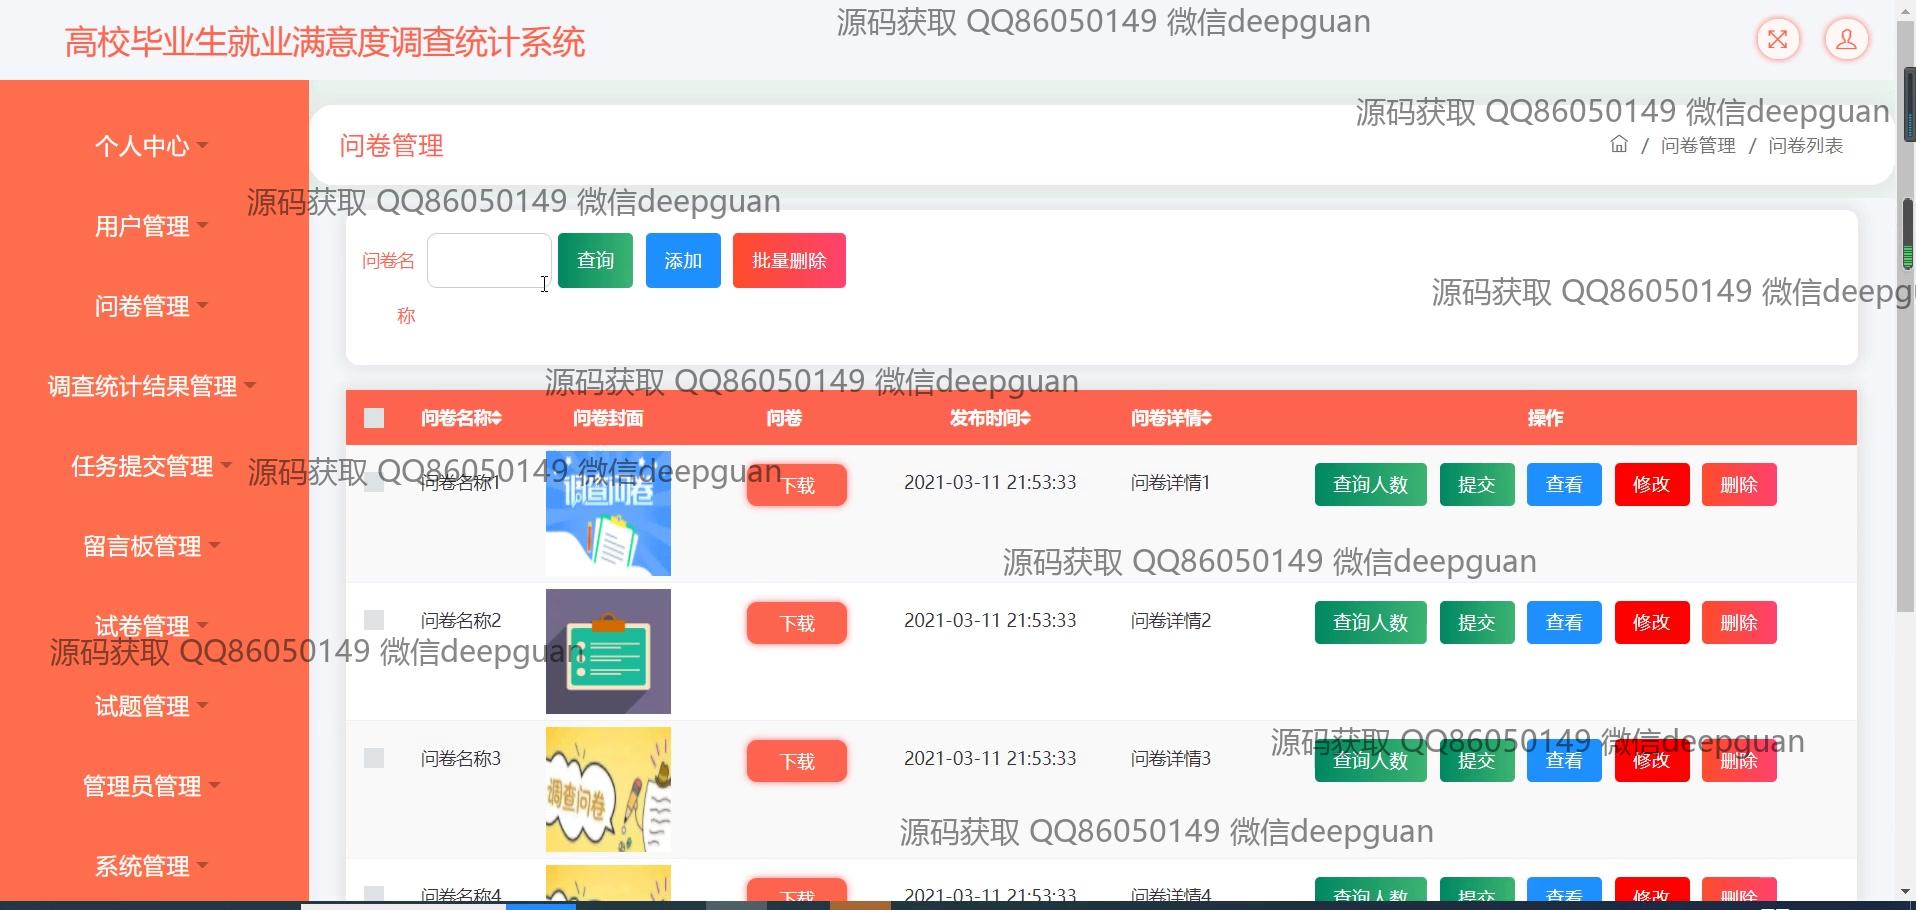 源码获取 QQ86050149 微信deepguan
高校毕业生就业满意度调查统计系统
源码获取 QQ86050149 微信deepguan
个人中心
问卷管理
/ 问卷管理 / 问卷列表
源码获取 QQ86050149 微信deepguan
用户管理
问卷名
称
查询
添加
批量删除
源码获取 QQ86050149 微信deepg
问卷管理
调查统计结果管理
源码获取 QQ86050149 微信deepguan
问卷名称 问卷封面 问卷 发布时间 问卷详情 操作
任务提交管理
源码获取 QQ86050149 微信deepguan
问卷名称1 调查问卷 下载 2021-03-11 21:53:33 问卷详情1 查询人数 提交 查看 修改 删除
留言板管理
源码获取 QQ86050149 微信deepguan
试卷管理
问卷名称2 下载 2021-03-11 21:53:33 问卷详情2 查询人数 提交 查看 修改 删除
源码获取 QQ86050149 微信deepguan
试题管理
源码获取 QQ86050149 微信deepguan
问卷名称3 调查问卷 下载 2021-03-11 21:53:33 问卷详情3 查询人数 提交 查看 修改 删除
管理员管理
源码获取 QQ86050149 微信deepguan
系统管理
问卷名称4 下载 2021-03-11 21:53:33 问卷详情4 查询人数 提交 查看 修改 删除